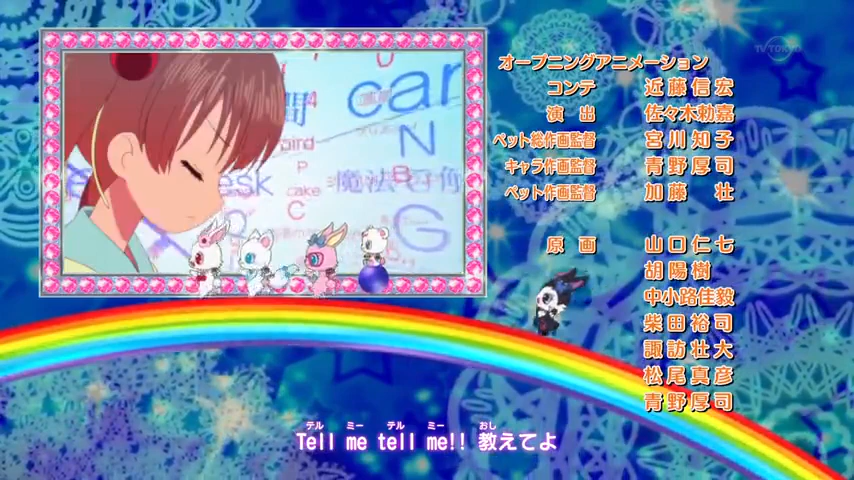 TV TOKYO
オープニングアニメーション
コンテ 近藤信宏
演出 佐々木勅嘉
ペット総作画監督 宮川知子
キャラ作画監督 青野厚司
ペット作画監督 加藤 壮
原画 山口仁七
胡陽樹
中小路佳毅
柴田裕司
諏訪壮大
松尾真彦
青野厚司
car
N
bird
P
B
cake
esk
C
G
テル ミー テル ミー おし
Tell me tell me!! 教えてよ